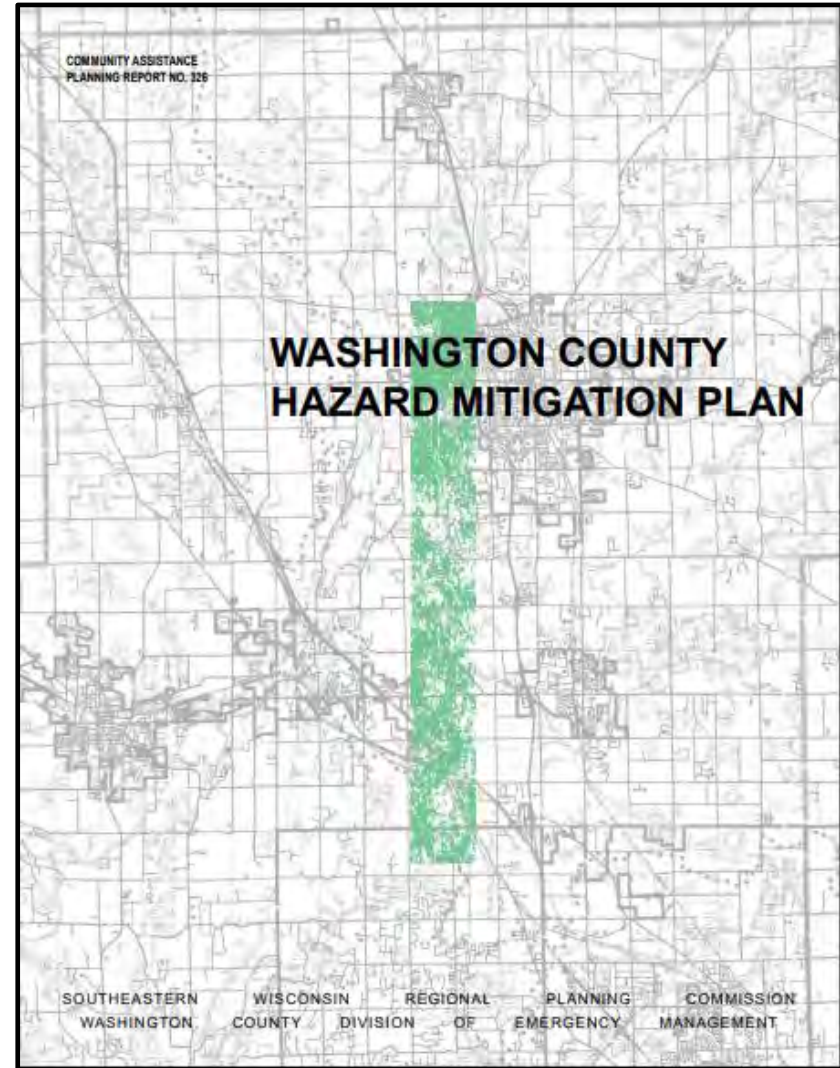 COMMUNITY ASSISTANCE
PLANNING REPORT NO. 326
WASHINGTON COUNTY
HAZARD MITIGATION PLAN
SOUTHEASTERN WISCONSIN REGIONAL PLANNING COMMISSION
WASHINGTON COUNTY DIVISION OF EMERGENCY MANAGEMENT